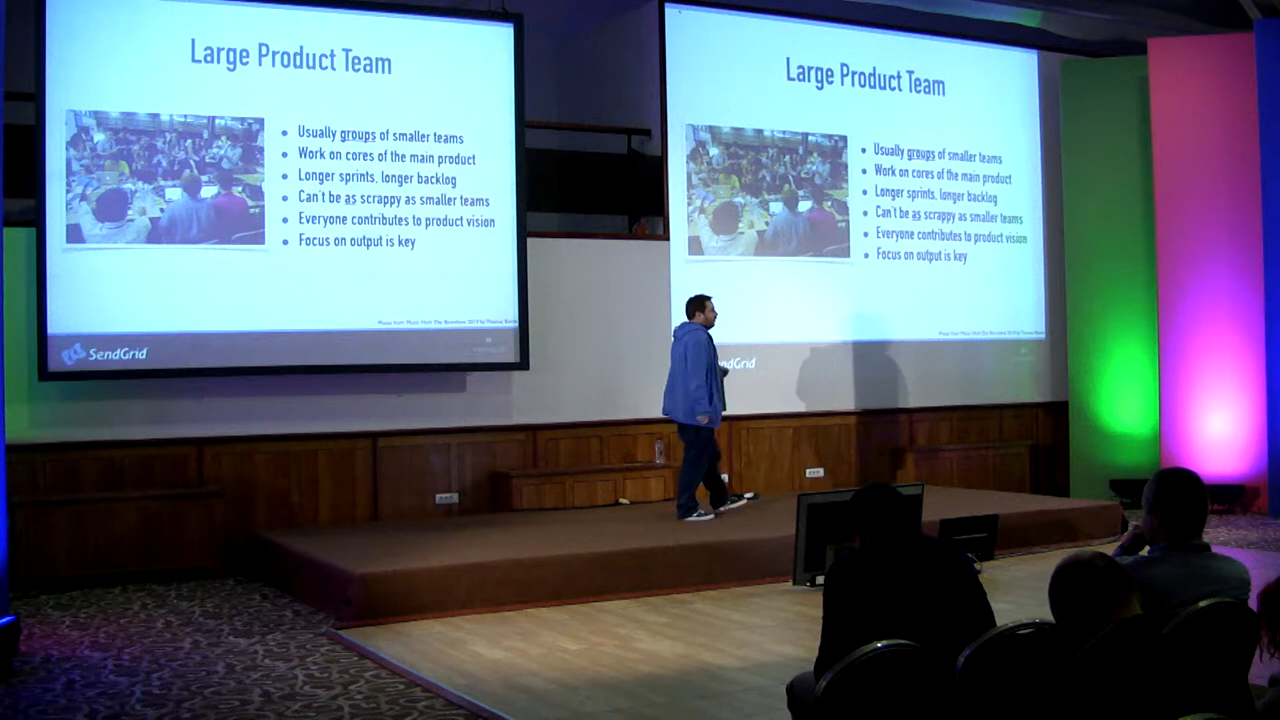 Large Product Team
• Usually groups of smaller teams
• Work on cores of the main product
• Longer sprints, longer backlog
• Can't be as scrappy as smaller teams
• Everyone contributes to product vision
• Focus on output is key
SendGrid
Large Product Team
• Usually groups of smaller teams
• Work on cores of the main product
• Longer sprints, longer backlog
• Can't be as scrappy as smaller teams
• Everyone contributes to product vision
• Focus on output is key
ndGrid